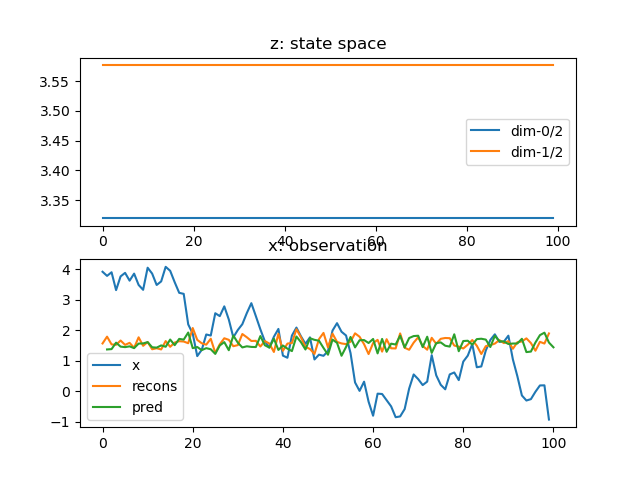 z: state space
3.55
3.50
3.45
3.40
3.35
dim-0/2
dim-1/2
0 20 40 60 80 100
x: observation
4
3
2
1
0
−1
x
recons
pred
0 20 40 60 80 100